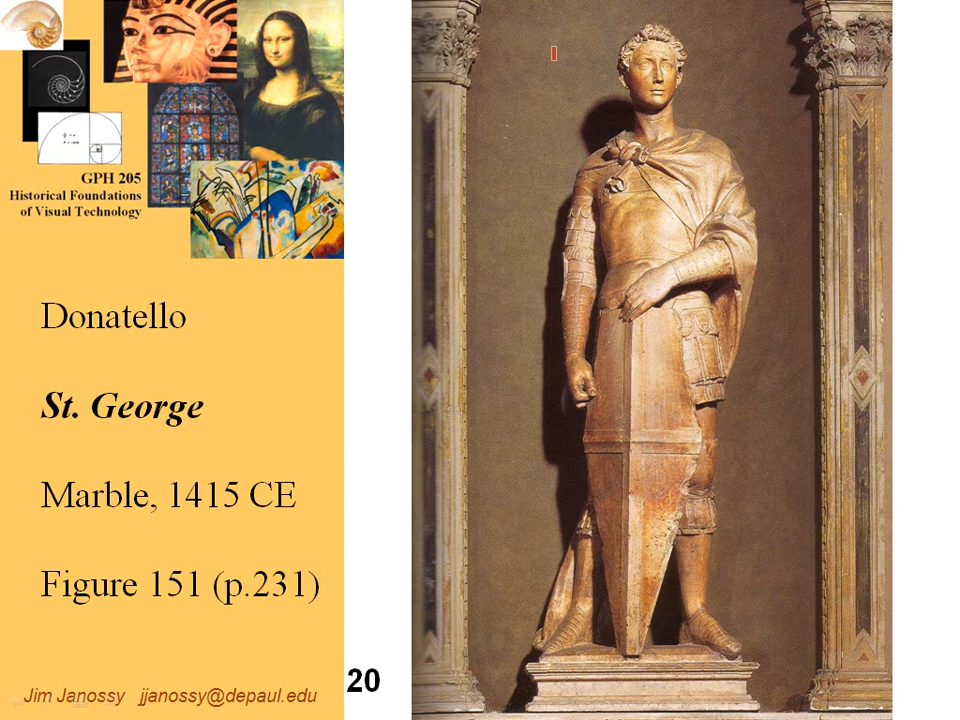 GPH 205
Historical Foundations
of Visual Technology
Donatello
St. George
Marble, 1415 CE
Figure 151 (p.231)
Jim Janossy jjanossy@depaul.edu
20